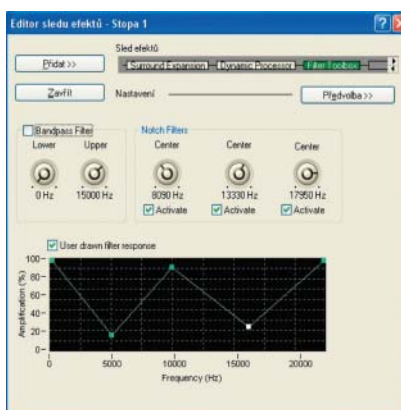 Editor sledu efektů - Stopa 1
Sled efektů
Přidat >>
Surround Expansion Dynamic Processor Filter Toolbox
Zavřít
Nastavení
Předvolba >>
Bandpass Filter
Notch Filters
Lower Upper Center Center Center
0 Hz 15000 Hz 8090 Hz 13330 Hz 17950 Hz
Activate Activate Activate
User drawn filter response
100
80
60
40
20
0
Amplification (%)
0 5000 10000 15000 20000
Frequency (Hz)